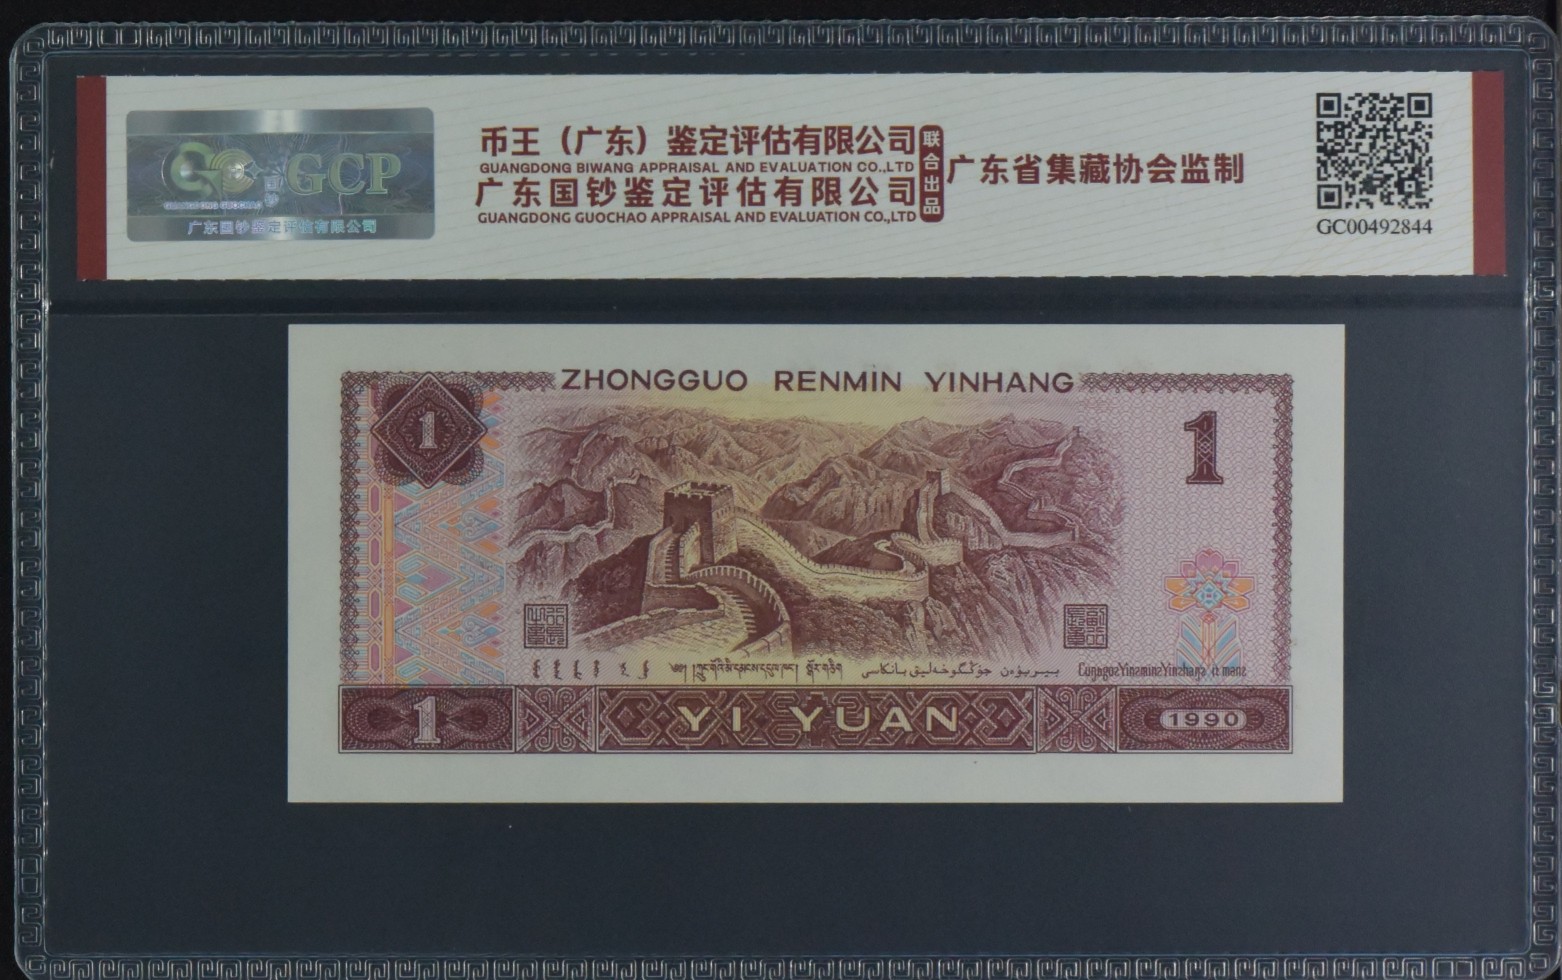 GCP
GUANGDONG GUOCHAO
广东国钞鉴定评估有限公司
币王（广东）鉴定评估有限公司
GUANGDONG BIWANG APPRAISAL AND EVALUATION CO.,LTD
广东国钞鉴定评估有限公司
GUANGDONG GUOCHAO APPRAISAL AND EVALUATION CO.,LTD
联合出品
广东省集藏协会监制
GC00492844
ZHONGGUO RENMIN YINHANG
1
1
1
YI YUAN
1990